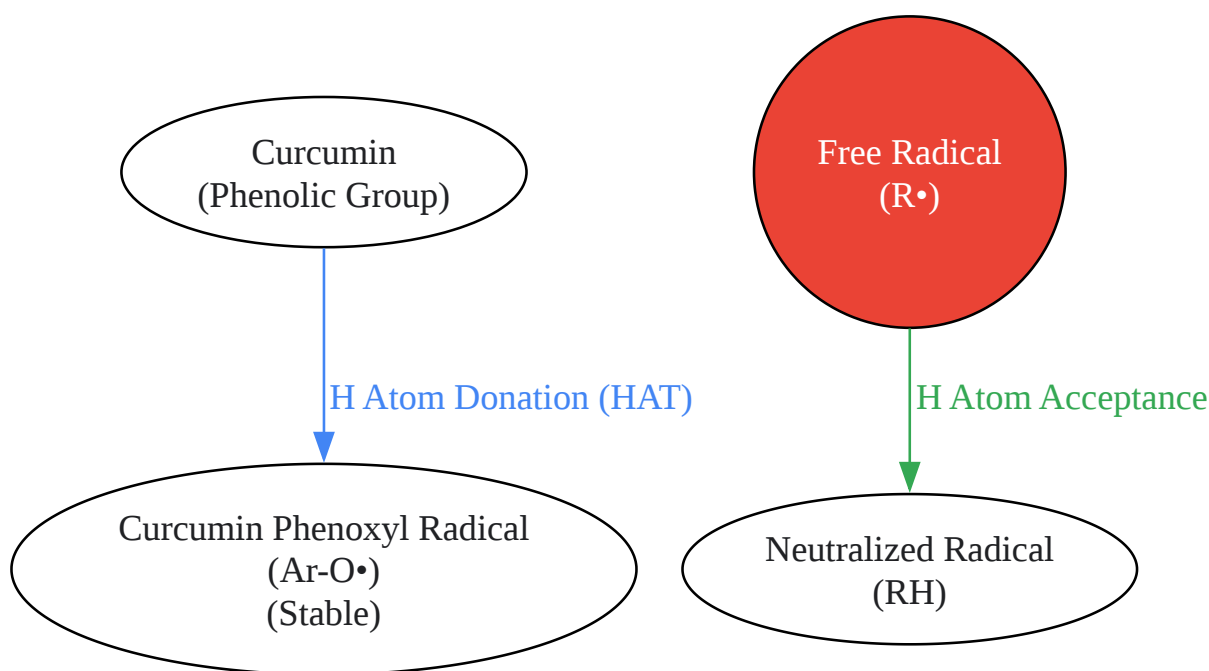 Curcumin
(Phenolic Group)
Free Radical
(R•)
H Atom Donation (HAT)
H Atom Acceptance
Curcumin Phenoxyl Radical
(Ar-O•)
(Stable)
Neutralized Radical
(RH)